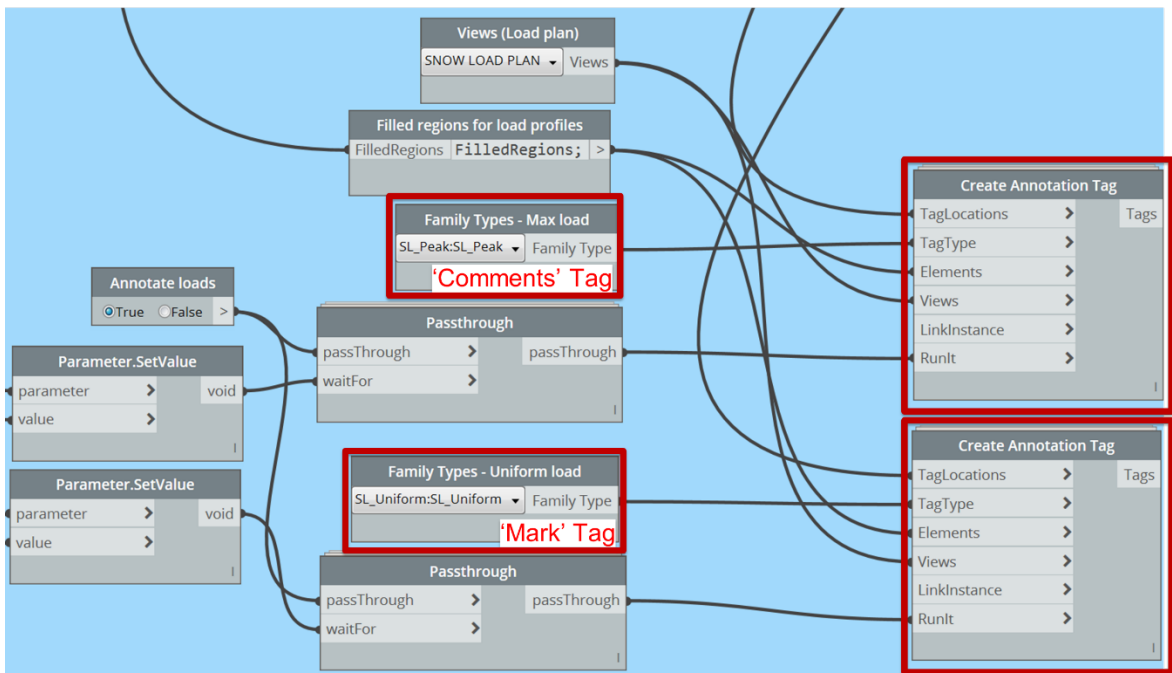 Views (Load plan)
SNOW LOAD PLAN Views
Filled regions for load profiles
FilledRegions FilledRegions; >
Family Types - Max load
SL_Peak:SL_Peak Family Type
‘Comments’ Tag
Annotate loads
True False >
Passthrough
passThrough > passThrough
waitFor >
Parameter.SetValue
parameter > void
value >
Parameter.SetValue
parameter > void
value >
Family Types - Uniform load
SL_Uniform:SL_Uniform Family Type
‘Mark’ Tag
Passthrough
passThrough > passThrough
waitFor >
Create Annotation Tag
TagLocations > Tags
TagType >
Elements >
Views >
LinkInstance >
RunIt >
Create Annotation Tag
TagLocations > Tags
TagType >
Elements >
Views >
LinkInstance >
RunIt >